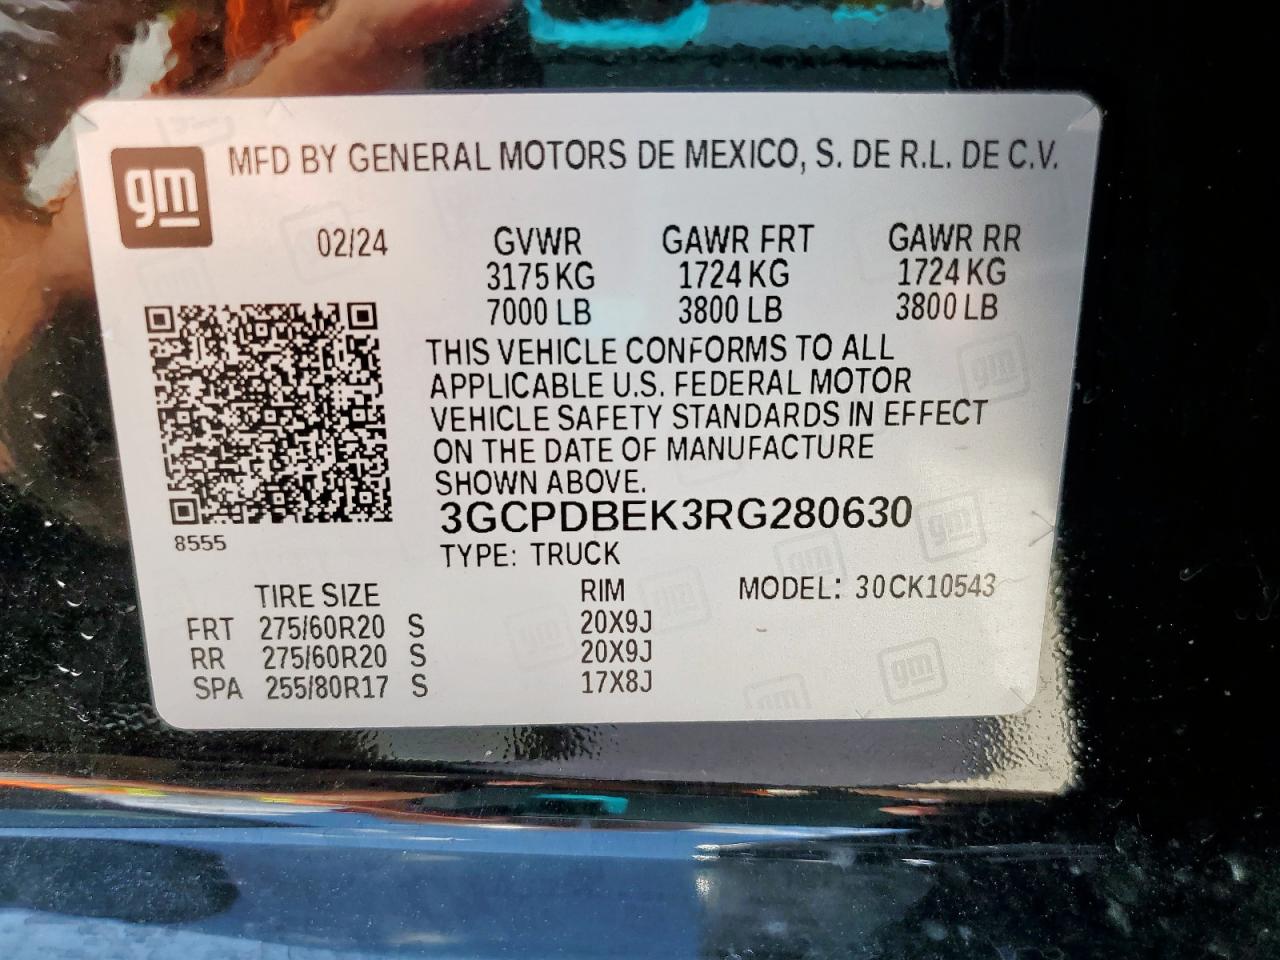 gm
MFD BY GENERAL MOTORS DE MEXICO, S. DE R.L. DE C.V.
02/24 GVWR GAWR FRT GAWR RR
3175 KG 1724 KG 1724 KG
7000 LB 3800 LB 3800 LB
THIS VEHICLE CONFORMS TO ALL
APPLICABLE U.S. FEDERAL MOTOR
VEHICLE SAFETY STANDARDS IN EFFECT
ON THE DATE OF MANUFACTURE
SHOWN ABOVE.
3GCPDBEK3RG280630
8555
TYPE: TRUCK
TIRE SIZE RIM MODEL: 30CK10543
FRT 275/60R20 S 20X9J
RR 275/60R20 S 20X9J
SPA 255/80R17 S 17X8J